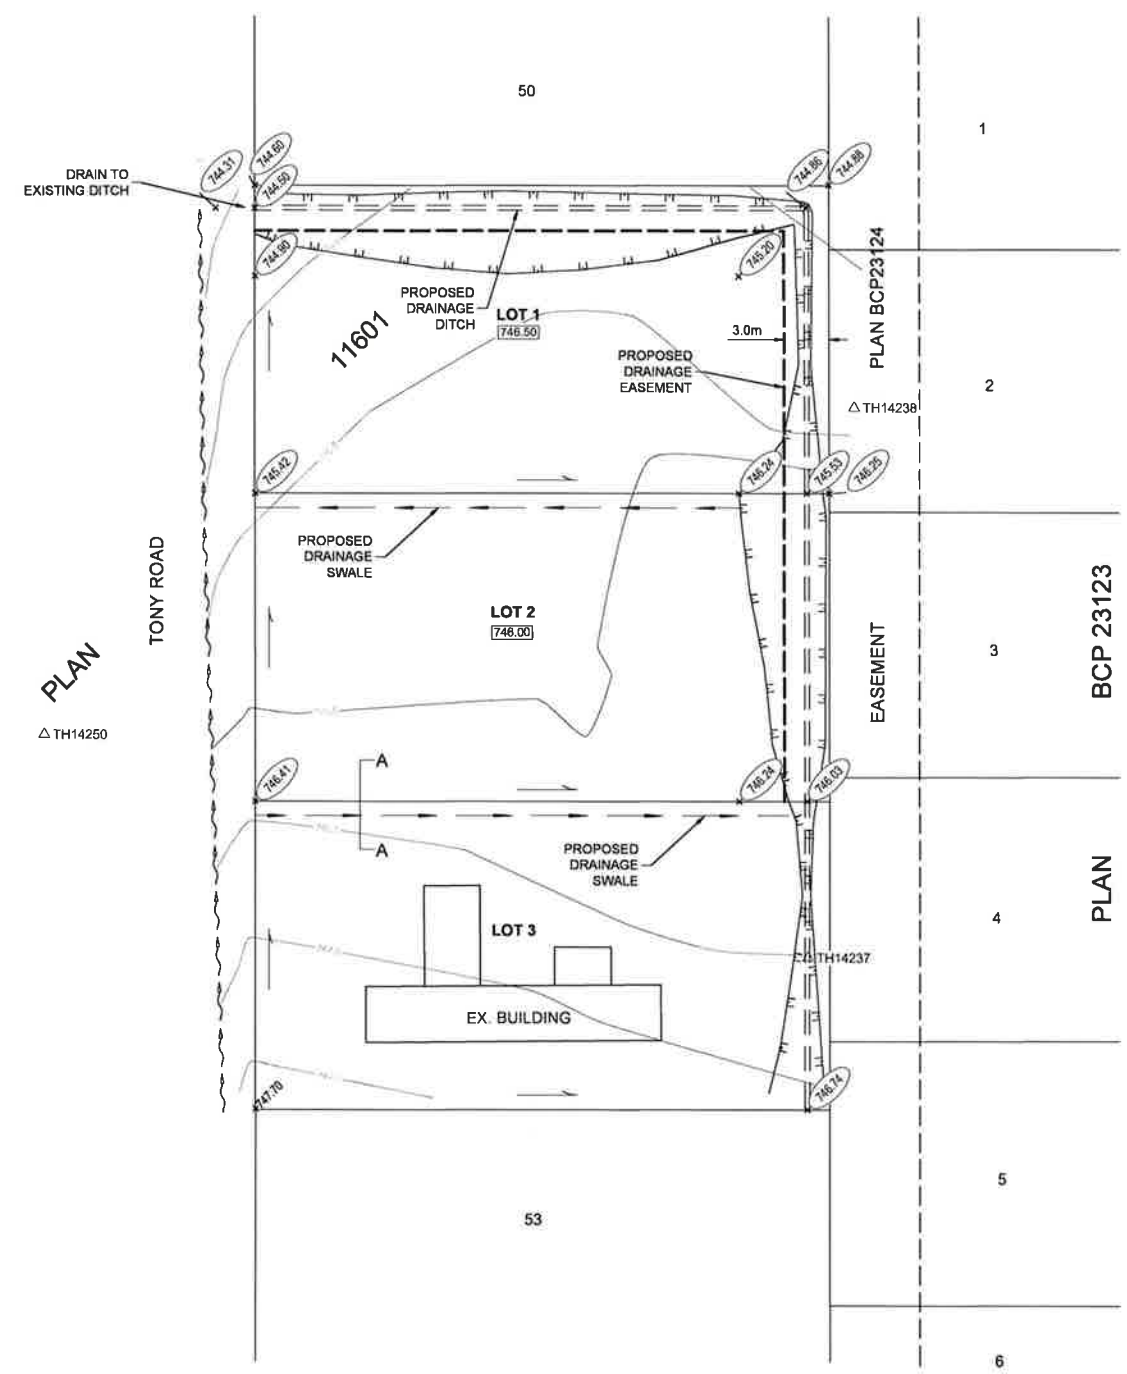 50
1
744.31
744.60
744.50
744.86
744.88
DRAIN TO
EXISTING DITCH
744.90
745.20
PROPOSED
DRAINAGE
DITCH
LOT 1
746.50
11601
3.0m
PLAN BCP23124
PROPOSED
DRAINAGE
EASEMENT
2
TH14238
745.42
746.24
745.53
746.25
PROPOSED
DRAINAGE
SWALE
TONY ROAD
LOT 2
746.00
PLAN
TH14250
EASEMENT
3
BCP 23123
746.41
A
746.24
746.03
A
PROPOSED
DRAINAGE
SWALE
PLAN
LOT 3
4
TH14237
EX. BUILDING
747.70
746.74
5
53
6